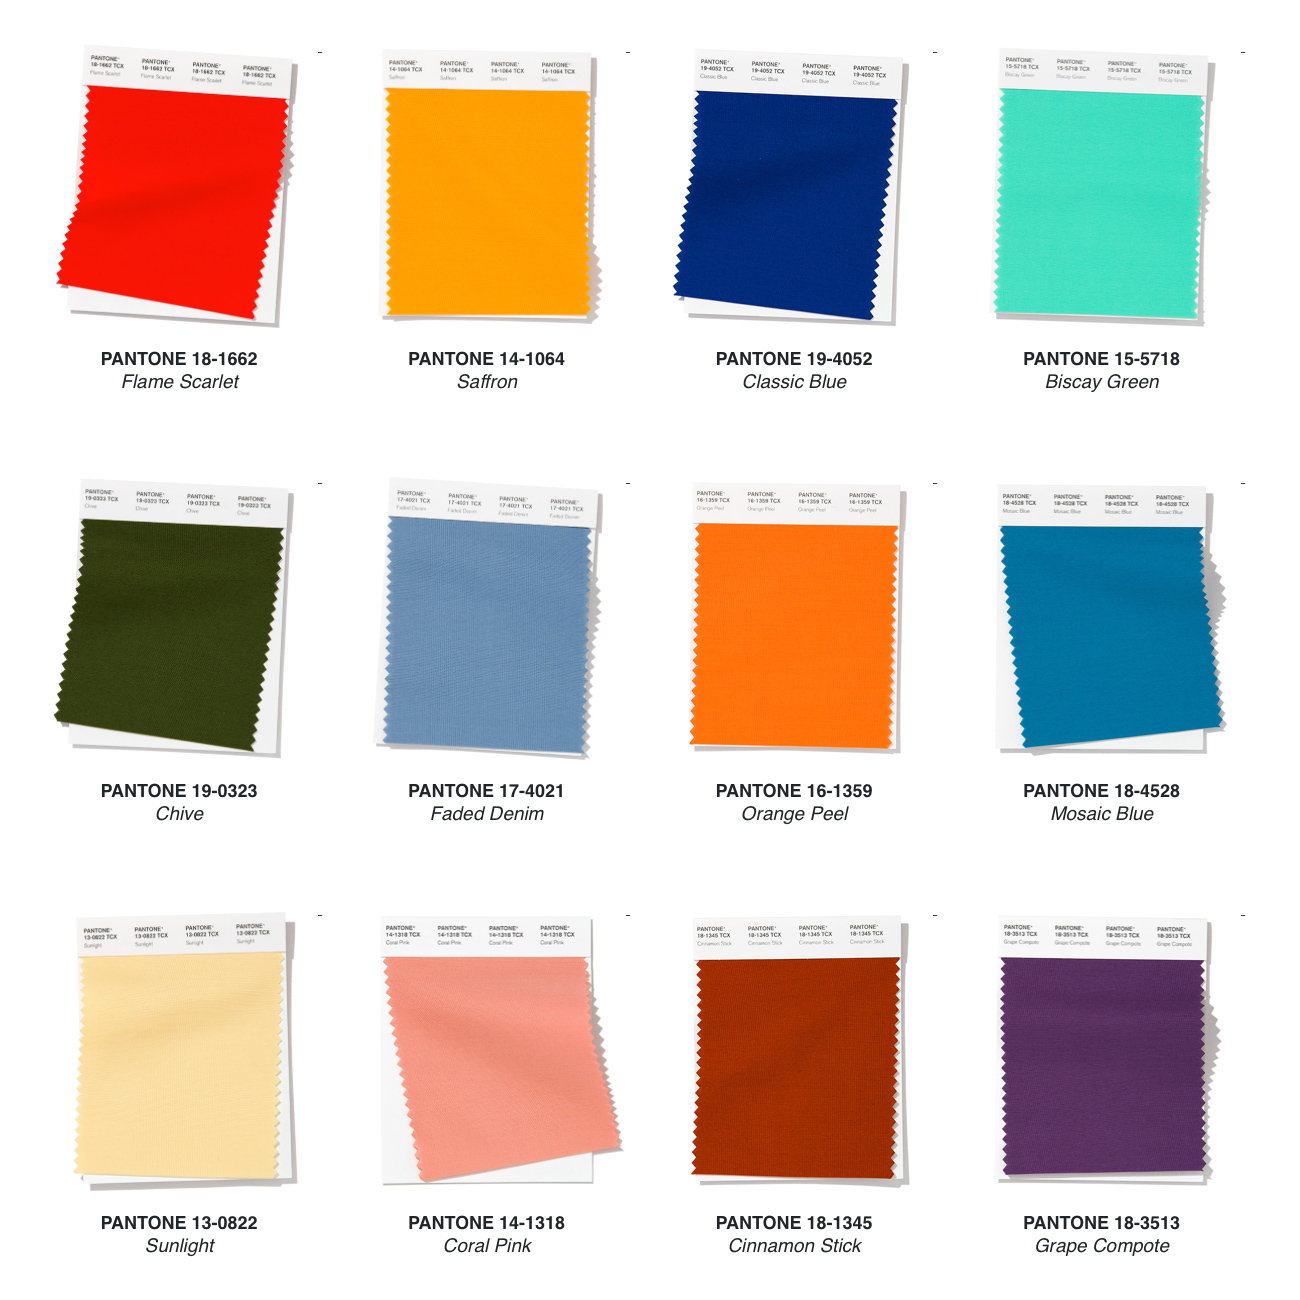 PANTONE® PANTONE® PANTONE® PANTONE®
18-1662 TCX 18-1662 TCX 18-1662 TCX 18-1662 TCX
Flame Scarlet Flame Scarlet Flame Scarlet Flame Scarlet
PANTONE® PANTONE® PANTONE® PANTONE®
14-1064 TCX 14-1064 TCX 14-1064 TCX 14-1064 TCX
Saffron Saffron Saffron Saffron
PANTONE® PANTONE® PANTONE® PANTONE®
19-4052 TCX 19-4052 TCX 19-4052 TCX 19-4052 TCX
Classic Blue Classic Blue Classic Blue Classic Blue
PANTONE® PANTONE® PANTONE® PANTONE®
15-5718 TCX 15-5718 TCX 15-5718 TCX 15-5718 TCX
Biscay Green Biscay Green Biscay Green Biscay Green
PANTONE 18-1662 PANTONE 14-1064 PANTONE 19-4052 PANTONE 15-5718
Flame Scarlet Saffron Classic Blue Biscay Green
PANTONE® PANTONE® PANTONE® PANTONE®
19-0323 TCX 19-0323 TCX 19-0323 TCX 19-0323 TCX
Chive Chive Chive Chive
PANTONE® PANTONE® PANTONE® PANTONE®
17-4021 TCX 17-4021 TCX 17-4021 TCX 17-4021 TCX
Faded Denim Faded Denim Faded Denim Faded Denim
PANTONE® PANTONE® PANTONE® PANTONE®
16-1359 TCX 16-1359 TCX 16-1359 TCX 16-1359 TCX
Orange Peel Orange Peel Orange Peel Orange Peel
PANTONE® PANTONE® PANTONE® PANTONE®
18-4528 TCX 18-4528 TCX 18-4528 TCX 18-4528 TCX
Mosaic Blue Mosaic Blue Mosaic Blue Mosaic Blue
PANTONE 19-0323 PANTONE 17-4021 PANTONE 16-1359 PANTONE 18-4528
Chive Faded Denim Orange Peel Mosaic Blue
PANTONE® PANTONE® PANTONE® PANTONE®
13-0822 TCX 13-0822 TCX 13-0822 TCX 13-0822 TCX
Sunlight Sunlight Sunlight Sunlight
PANTONE® PANTONE® PANTONE® PANTONE®
14-1318 TCX 14-1318 TCX 14-1318 TCX 14-1318 TCX
Coral Pink Coral Pink Coral Pink Coral Pink
PANTONE® PANTONE® PANTONE® PANTONE®
18-1345 TCX 18-1345 TCX 18-1345 TCX 18-1345 TCX
Cinnamon Stick Cinnamon Stick Cinnamon Stick Cinnamon Stick
PANTONE® PANTONE® PANTONE® PANTONE®
18-3513 TCX 18-3513 TCX 18-3513 TCX 18-3513 TCX
Grape Compote Grape Compote Grape Compote Grape Compote
PANTONE 13-0822 PANTONE 14-1318 PANTONE 18-1345 PANTONE 18-3513
Sunlight Coral Pink Cinnamon Stick Grape Compote